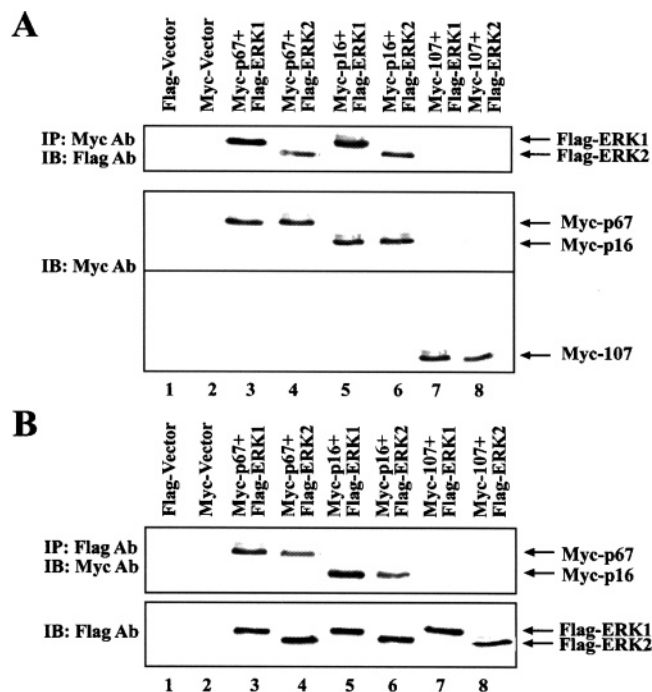 A
Flag-Vector
Myc-Vector
Myc-p67+
Flag-ERK1
Myc-p67+
Flag-ERK2
Myc-p16+
Flag-ERK1
Myc-p16+
Flag-ERK2
Myc-107+
Flag-ERK1
Myc-107+
Flag-ERK2
IP: Myc Ab
IB: Flag Ab
Flag-ERK1
Flag-ERK2
IB: Myc Ab
Myc-p67
Myc-p16
Myc-107
1 2 3 4 5 6 7 8
B
Flag-Vector
Myc-Vector
Myc-p67+
Flag-ERK1
Myc-p67+
Flag-ERK2
Myc-p16+
Flag-ERK1
Myc-p16+
Flag-ERK2
Myc-107+
Flag-ERK1
Myc-107+
Flag-ERK2
IP: Flag Ab
IB: Myc Ab
Myc-p67
Myc-p16
IB: Flag Ab
Flag-ERK1
Flag-ERK2
1 2 3 4 5 6 7 8